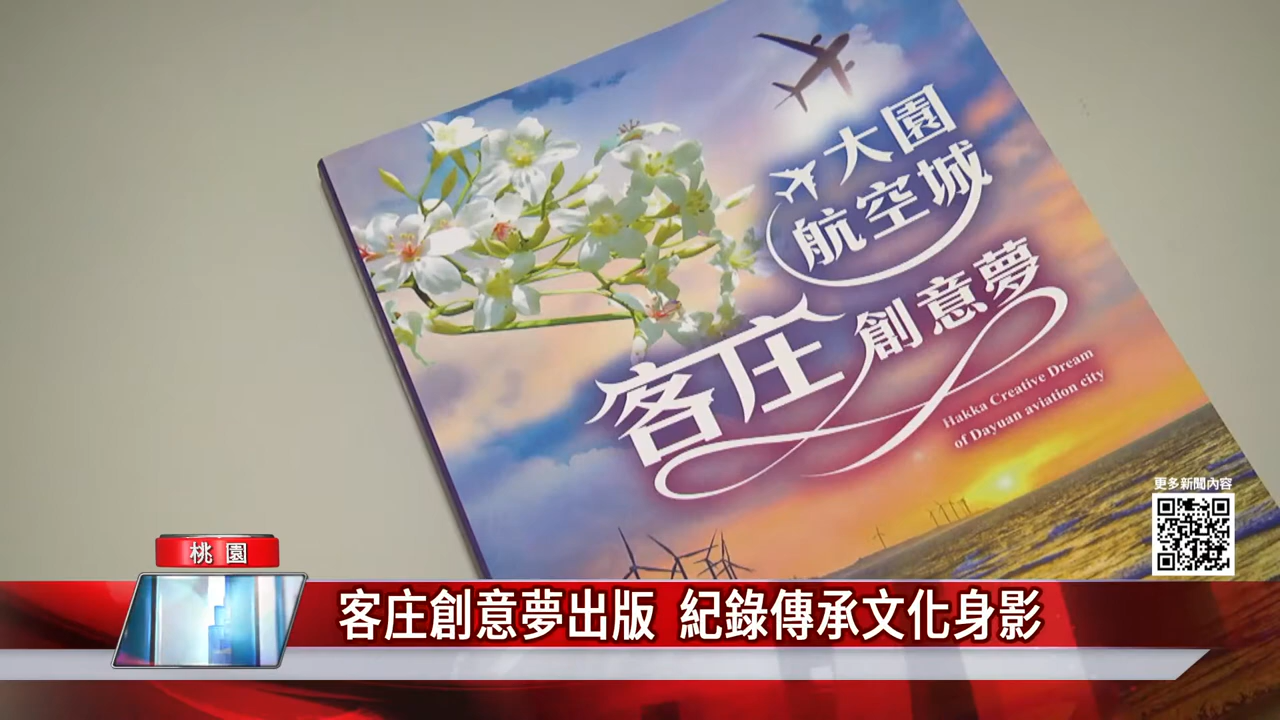 大園
航空城
客庄創意夢
Hakka Creative Dream
of Dayuan aviation city
更多新聞內容
桃園
客庄創意夢出版 紀錄傳承文化身影